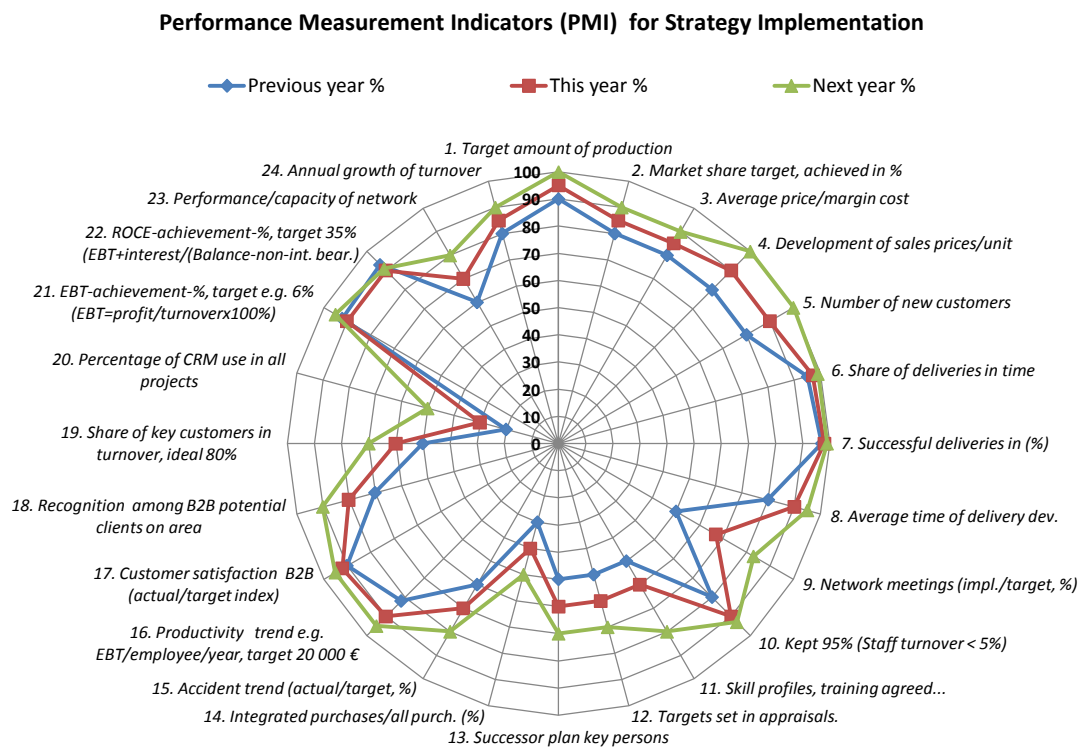 Performance Measurement Indicators (PMI) for Strategy Implementation
Previous year %
This year %
Next year %
1. Target amount of production
2. Market share target, achieved in %
3. Average price/margin cost
4. Development of sales prices/unit
5. Number of new customers
6. Share of deliveries in time
7. Successful deliveries in (%)
8. Average time of delivery dev.
9. Network meetings (impl./target, %)
10. Kept 95% (Staff turnover < 5%)
11. Skill profiles, training agreed...
12. Targets set in appraisals.
13. Successor plan key persons
14. Integrated purchases/all purch. (%)
15. Accident trend (actual/target, %)
16. Productivity trend e.g.
EBT/employee/year, target 20 000 €
17. Customer satisfaction B2B
(actual/target index)
18. Recognition among B2B potential
clients on area
19. Share of key customers in
turnover, ideal 80%
20. Percentage of CRM use in all
projects
21. EBT-achievement-%, target e.g. 6%
(EBT=profit/turnoverx100%)
22. ROCE-achievement-%, target 35%
(EBT+interest/(Balance-non-int. bear.)
23. Performance/capacity of network
24. Annual growth of turnover
100
90
80
70
60
50
40
30
20
10
0